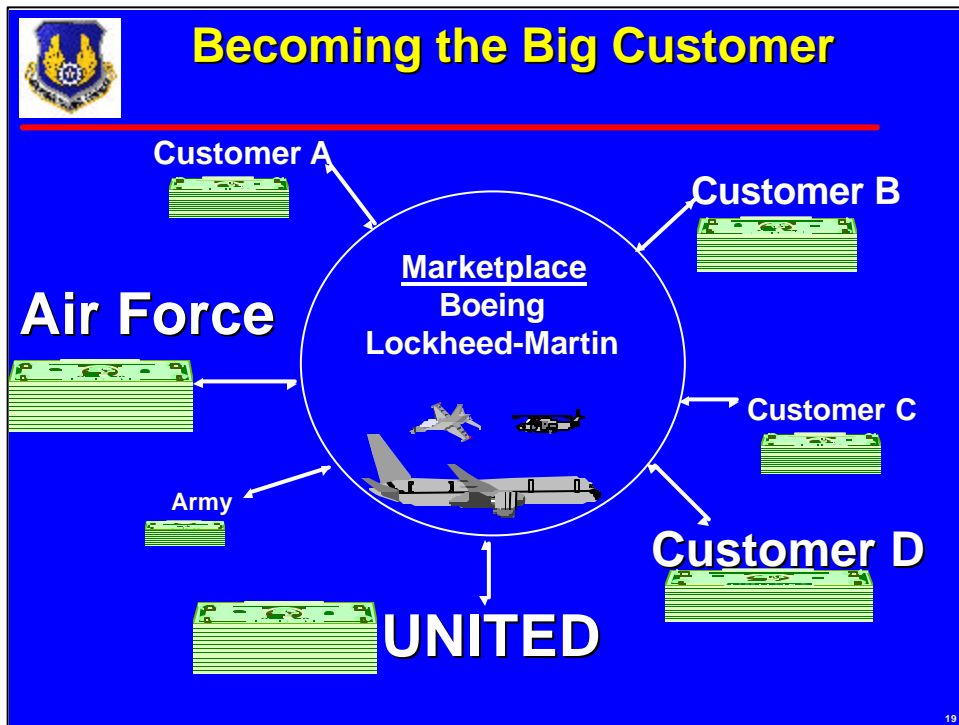 Becoming the Big Customer
Customer A
Customer B
Marketplace
Boeing
Lockheed-Martin
Air Force
Customer C
Army
Customer D
UNITED
19